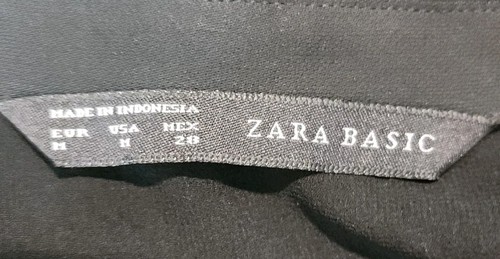 MADE IN INDONESIA
EUR USA MEX
M M 28
ZARA BASIC